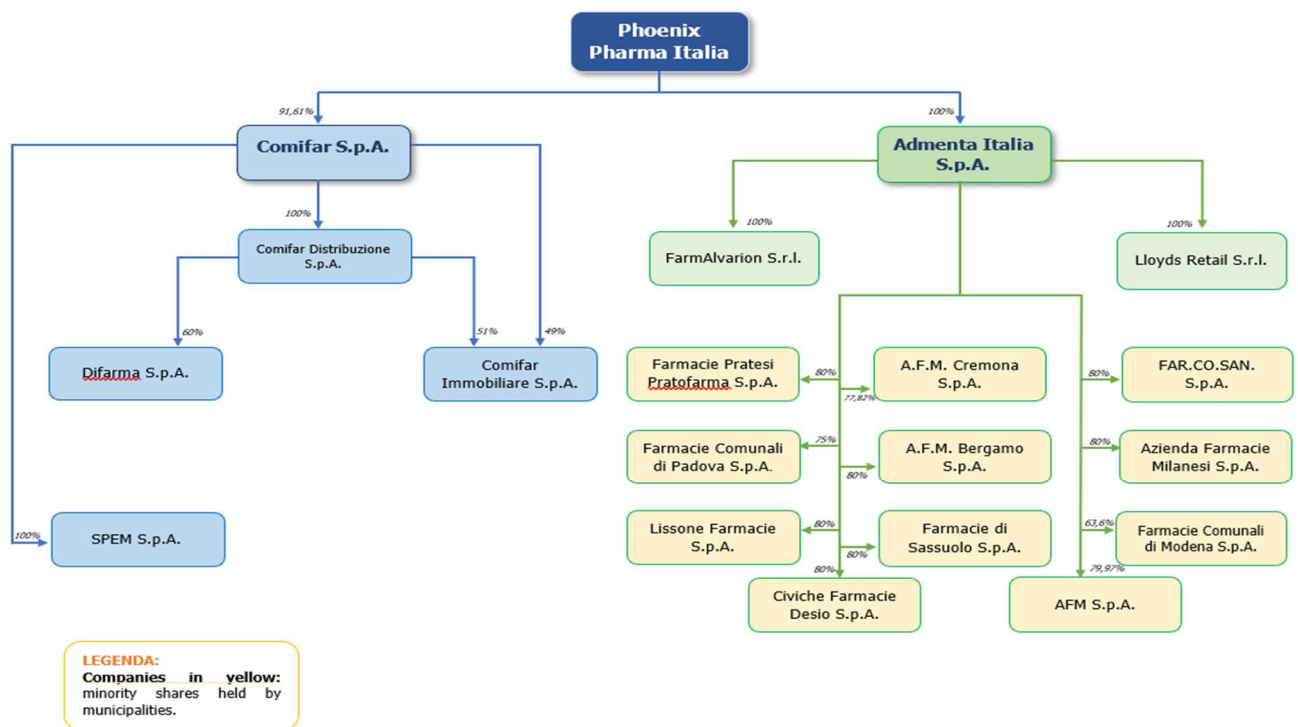 Phoenix
Pharma Italia
91,61%
100%
Comifar S.p.A.
Admenta Italia
S.p.A.
100%
100%
100%
Comifar Distribuzione
S.p.A.
FarmAlvarion S.r.l.
Lloyds Retail S.r.l.
60%
51%
49%
Difarma S.p.A.
Comifar
Immobiliare S.p.A.
Farmacie Pratesi
Pratofarma S.p.A.
80%
77,82%
A.F.M. Cremona
S.p.A.
80%
FAR.CO.SAN.
S.p.A.
Farmacie Comunali
di Padova S.p.A.
75%
80%
A.F.M. Bergamo
S.p.A.
80%
Azienda Farmacie
Milanesi S.p.A.
100%
SPEM S.p.A.
Lissone Farmacie
S.p.A.
80%
80%
Farmacie di
Sassuolo S.p.A.
63,6%
Farmacie Comunali
di Modena S.p.A.
80%
79,97%
Civiche Farmacie
Desio S.p.A.
AFM S.p.A.
LEGENDA:
Companies in yellow:
minority shares held by
municipalities.